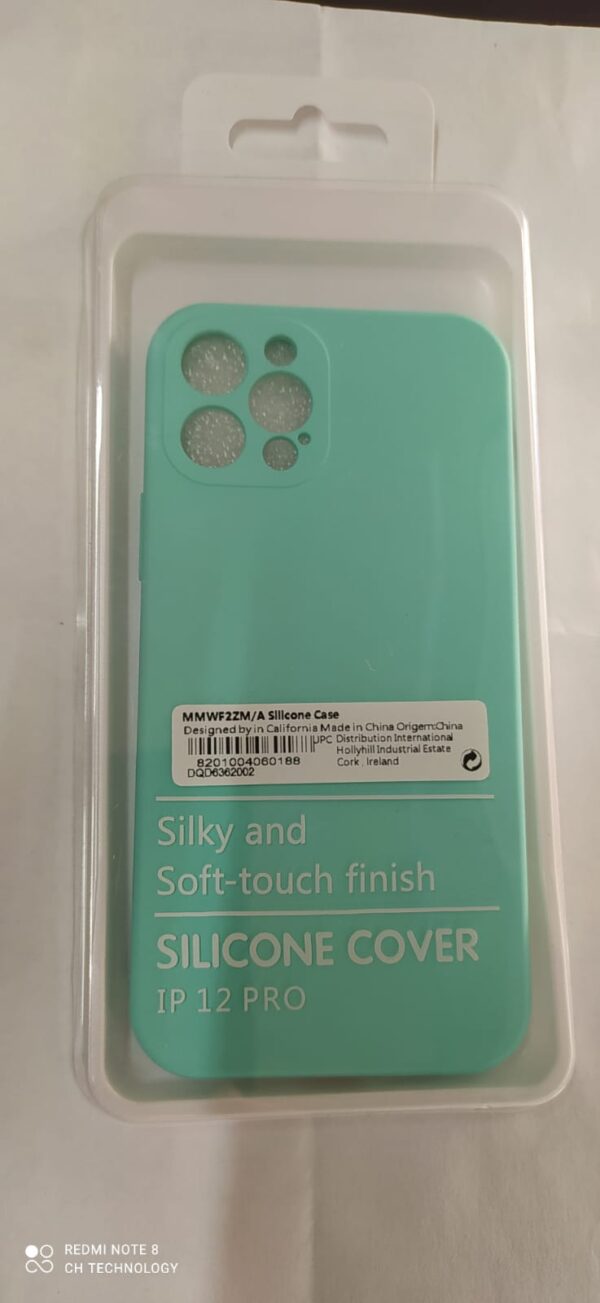 MMWF2ZM/A Silicone Case
Designed by in California Made in China Origem:China
UPC Distribution International
Hollyhill Industrial Estate
8201004060188 Cork , Ireland
DQD6362002
Silky and
Soft-touch finish
SILICONE COVER
IP 12 PRO
REDMI NOTE 8
CH TECHNOLOGY